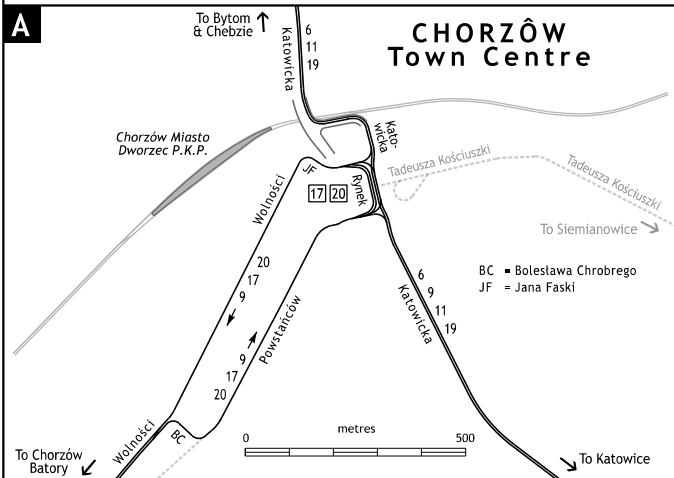 A
To Bytom
& Chebzie
CHORZÔW
Town Centre
Katowicka
6
11
19
Chorzów Miasto
Dworzec P.K.P.
Kato-
wicka
Tadeusza Kościuszki
Tadeusza Kościuszki
To Siemianowice
JF
Rynek
17 20
Wolności
20
17
9
Powstańców
9
17
20
BC = Bolesława Chrobrego
JF = Jana Faski
6
9
11
19
Katowicka
Wolności
BC
To Chorzów
Batory
0 metres 500
To Katowice